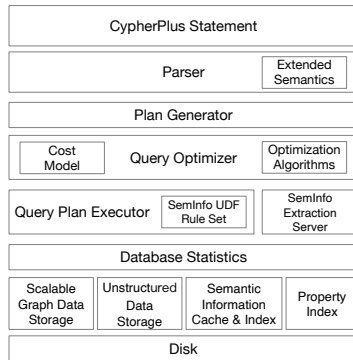 CypherPlus Statement
Parser
Extended
Semantics
Plan Generator
Cost
Model
Query Optimizer
Optimization
Algorithms
Query Plan Executor
SemInfo UDF
Rule Set
SemInfo
Extraction
Server
Database Statistics
Scalable
Graph Data
Storage
Unstructured
Data
Storage
Semantic
Information
Cache & Index
Property
Index
Disk